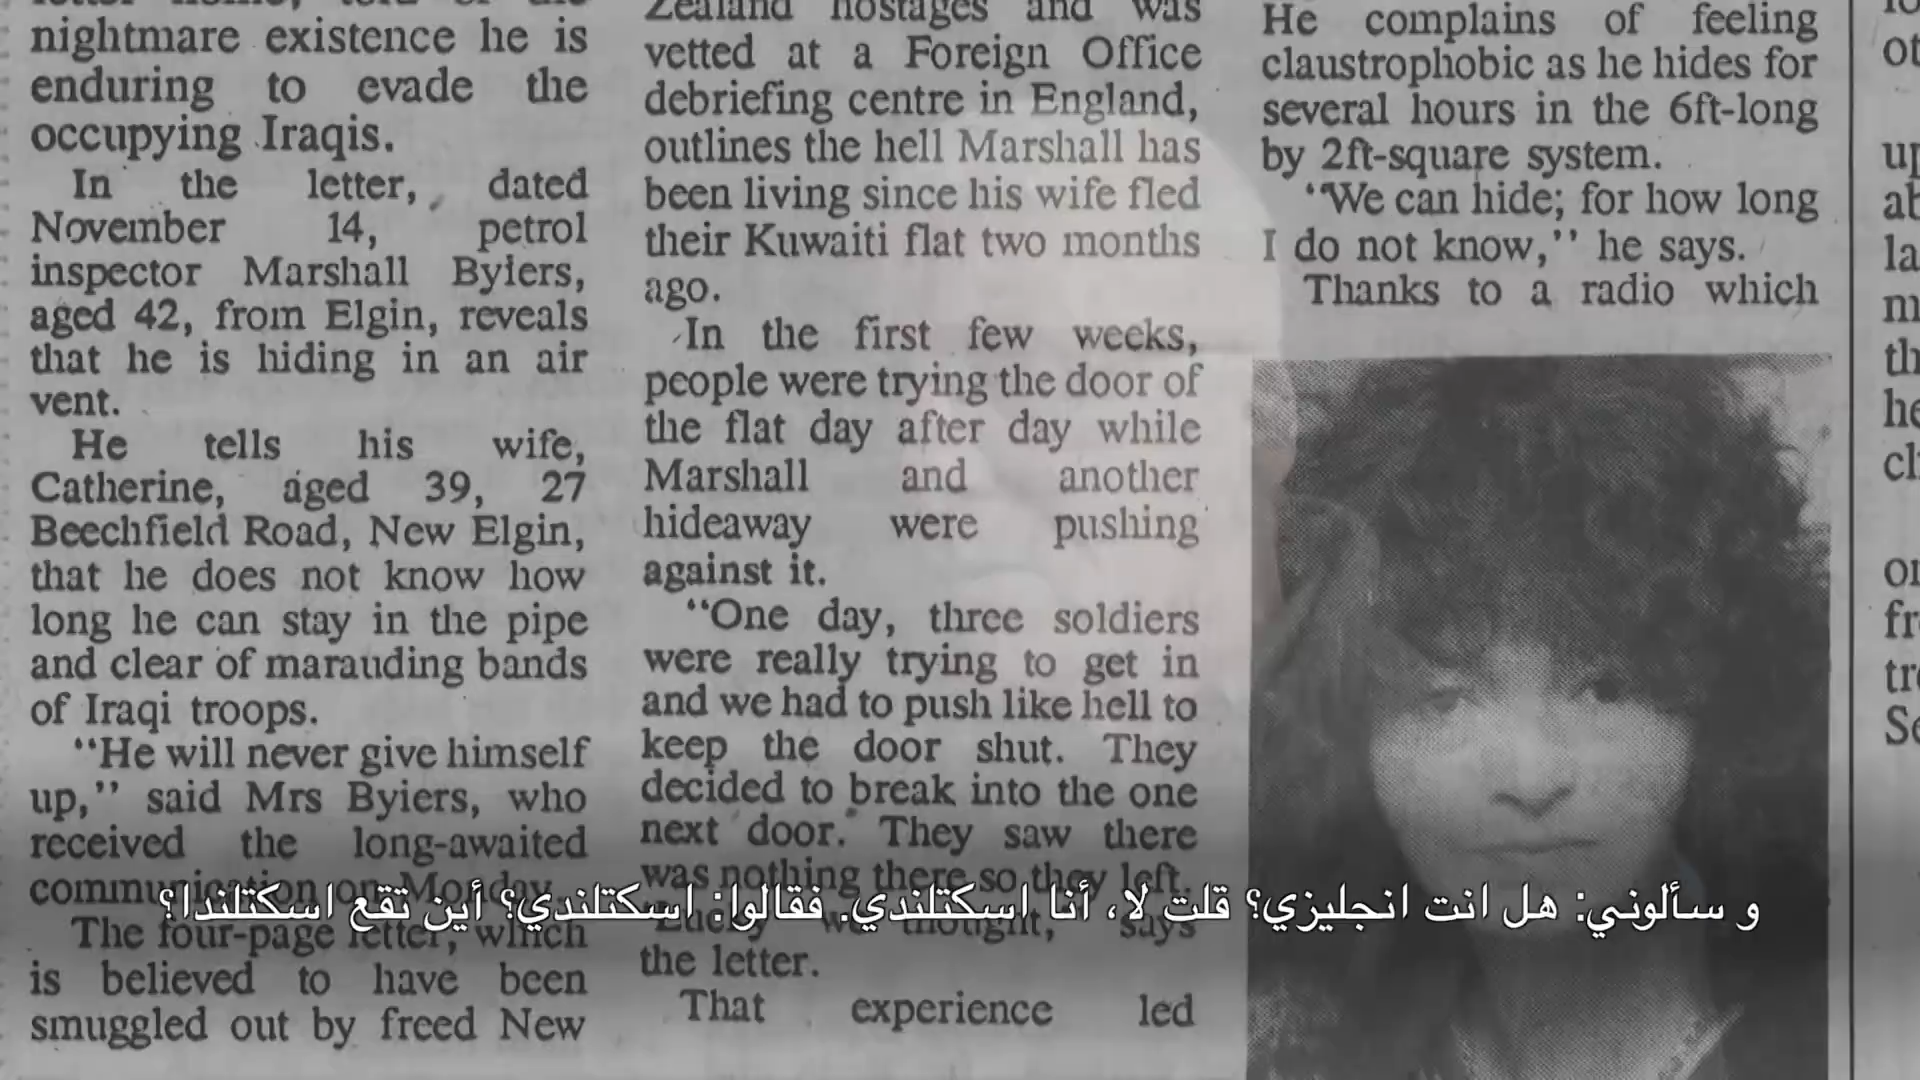 nightmare existence he is
enduring to evade the
occupying Iraqis.
In the letter, dated
November 14, petrol
inspector Marshall Byiers,
aged 42, from Elgin, reveals
that he is hiding in an air
vent.
He tells his wife,
Catherine, aged 39, 27
Beechfield Road, New Elgin,
that he does not know how
long he can stay in the pipe
and clear of marauding bands
of Iraqi troops.
“He will never give himself
up,” said Mrs Byiers, who
received the long-awaited
communication on Monday.
The four-page letter, which
is believed to have been
smuggled out by freed New
Zealand hostages and was
vetted at a Foreign Office
debriefing centre in England,
outlines the hell Marshall has
been living since his wife fled
their Kuwaiti flat two months
ago.
In the first few weeks,
people were trying the door of
the flat day after day while
Marshall and another
hideaway were pushing
against it.
“One day, three soldiers
were really trying to get in
and we had to push like hell to
keep the door shut. They
decided to break into the one
next door. They saw there
was nothing there so they left.
we thought,” says
the letter.
That experience led
He complains of feeling
claustrophobic as he hides for
several hours in the 6ft-long
by 2ft-square system.
“We can hide; for how long
I do not know,” he says.
Thanks to a radio which
و سألوني: هل انت انجليزي؟ قلت لا، أنا اسكتلندي. فقالوا: اسكتلندي؟ أين تقع اسكتلندا؟